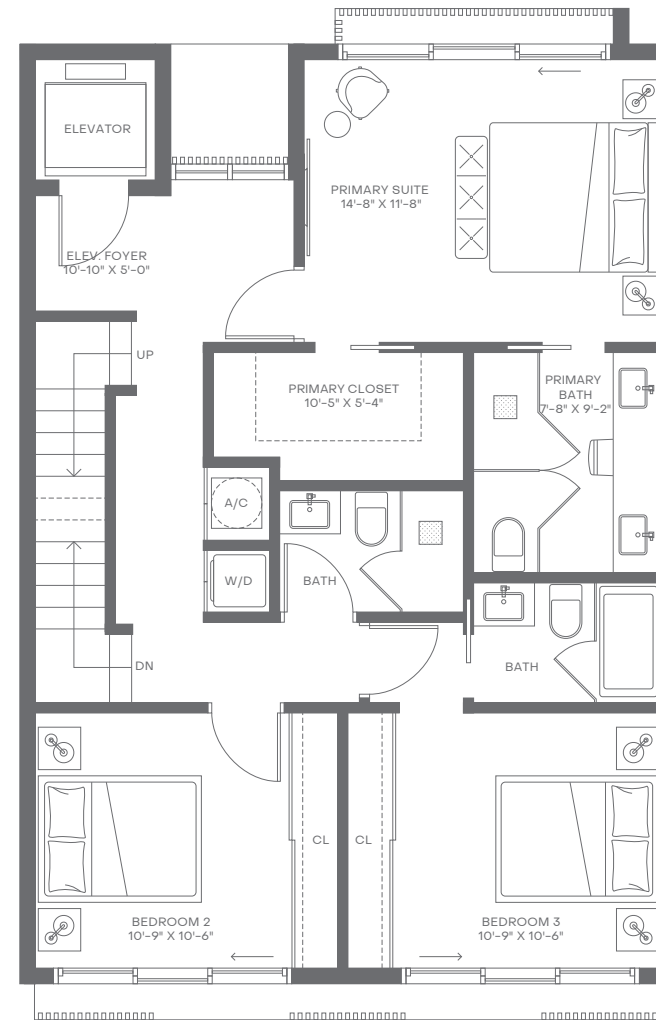 ELEVATOR
PRIMARY SUITE
14'-8" X 11'-8"
ELEV. FOYER
10'-10" X 5'-0"
UP
PRIMARY CLOSET
10'-5" X 5'-4"
PRIMARY
BATH
7'-8" X 9'-2"
A/C
W/D
BATH
DN
BATH
CL
CL
BEDROOM 2
10'-9" X 10'-6"
BEDROOM 3
10'-9" X 10'-6"